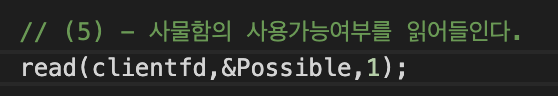 // (5) - 사물함의 사용가능여부를 읽어들인다.
read(clientfd,&Possible,1);